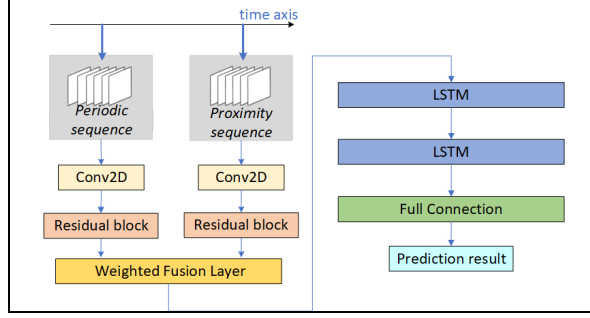 time axis
Periodic
sequence
Proximity
sequence
Conv2D
Conv2D
Residual block
Residual block
Weighted Fusion Layer
LSTM
LSTM
Full Connection
Prediction result